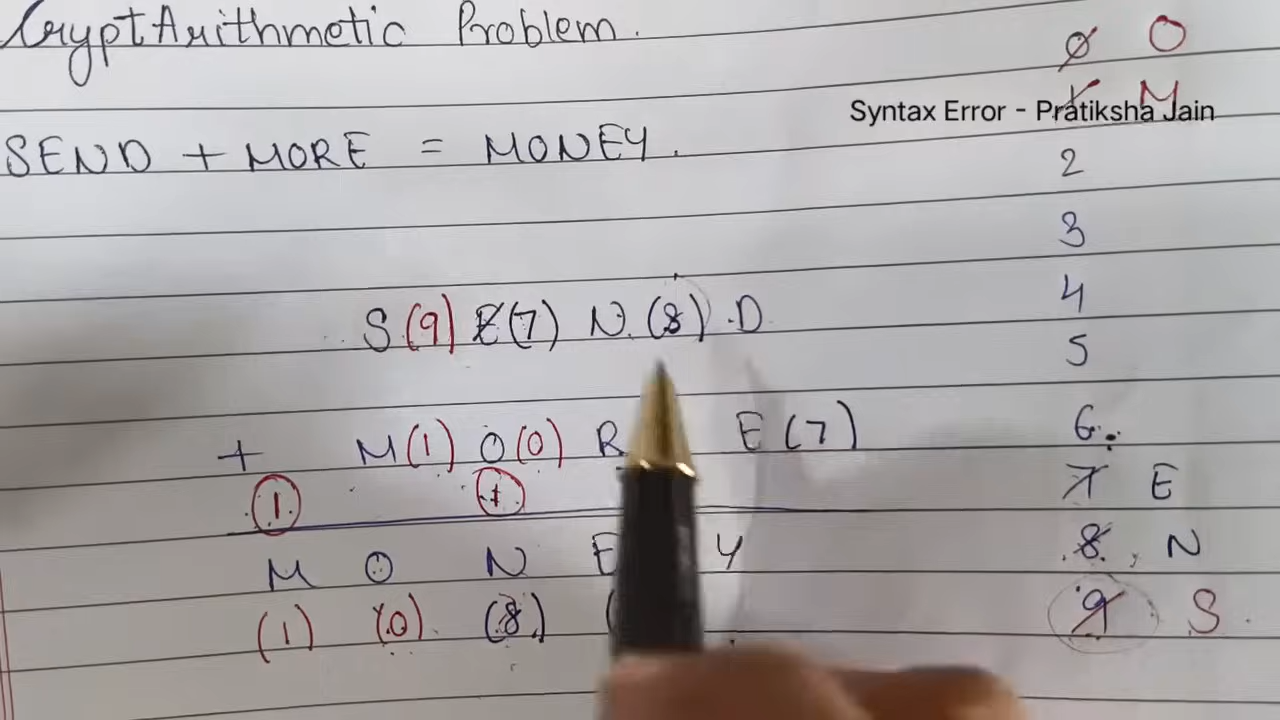 CryptArithmetic Problem.
0 O
1 M
Syntax Error - Pratiksha Jain
SEND + MORE = MONEY.
2
3
S(9) E(7) N(8) D
4
5
+ M(1) O(0) R E(7)
6
1 1
7 E
M O N E Y
8, N
(1) (0) (8)
9 S